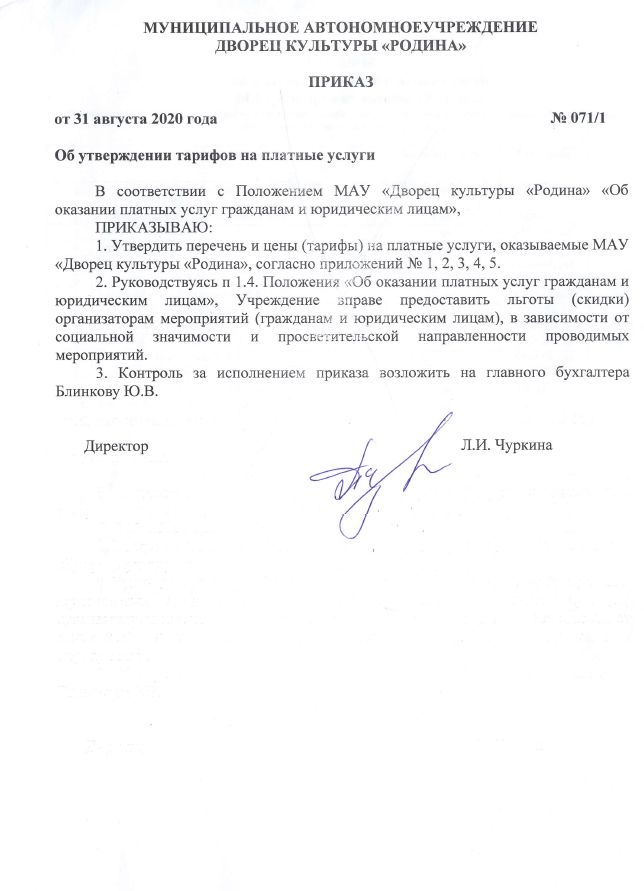 МУНИЦИПАЛЬНОЕ АВТОНОМНОЕУЧРЕЖДЕНИЕ
ДВОРЕЦ КУЛЬТУРЫ «РОДИНА»
ПРИКАЗ
от 31 августа 2020 года № 071/1
Об утверждении тарифов на платные услуги
В соответствии с Положением МАУ «Дворец культуры «Родина» «Об
оказании платных услуг гражданам и юридическим лицам»,
ПРИКАЗЫВАЮ:
1. Утвердить перечень и цены (тарифы) на платные услуги, оказываемые МАУ
«Дворец культуры «Родина», согласно приложений № 1, 2, 3, 4, 5.
2. Руководствуясь п 1.4. Положения «Об оказании платных услуг гражданам и
юридическим лицам», Учреждение вправе предоставить льготы (скидки)
организаторам мероприятий (гражданам и юридическим лицам), в зависимости от
социальной значимости и просветительской направленности проводимых
мероприятий.
3. Контроль за исполнением приказа возложить на главного бухгалтера
Блинкову Ю.В.
Директор Л.И. Чуркина